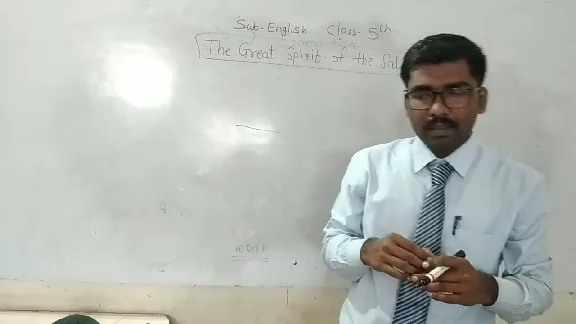 Sub-English Class- 5th
The Great Spirit of the